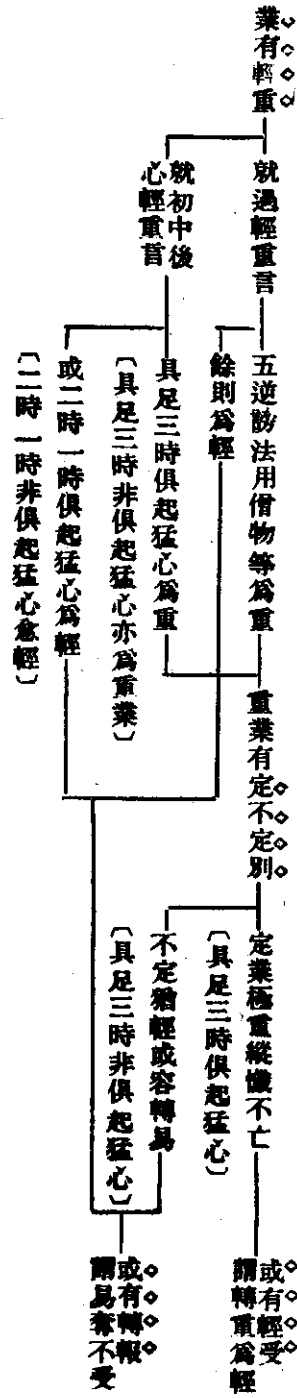 業有輕重
就過輕重言
就初中後
心輕重言
五逆謗法用僧物等為重
餘則為輕
具足三時俱起猛心為重
〔具足三時非俱起猛心亦為重業〕
或二時一時俱起猛心為輕
〔二時一時非俱起猛心愈輕〕
重業有定不定別
定業極重縱懺不亡
〔具足三時俱起猛心〕
不定猶輕或容轉易
〔具足三時非俱起猛心〕
或有輕受
謂轉重為輕
或有轉報
謂易奪不受